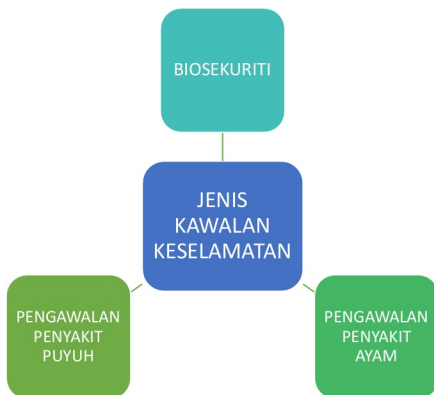 BIOSEKURITI
JENIS
KAWALAN
KESELAMATAN
PENGAWALAN
PENYAKIT
PUYUH
PENGAWALAN
PENYAKIT
AYAM